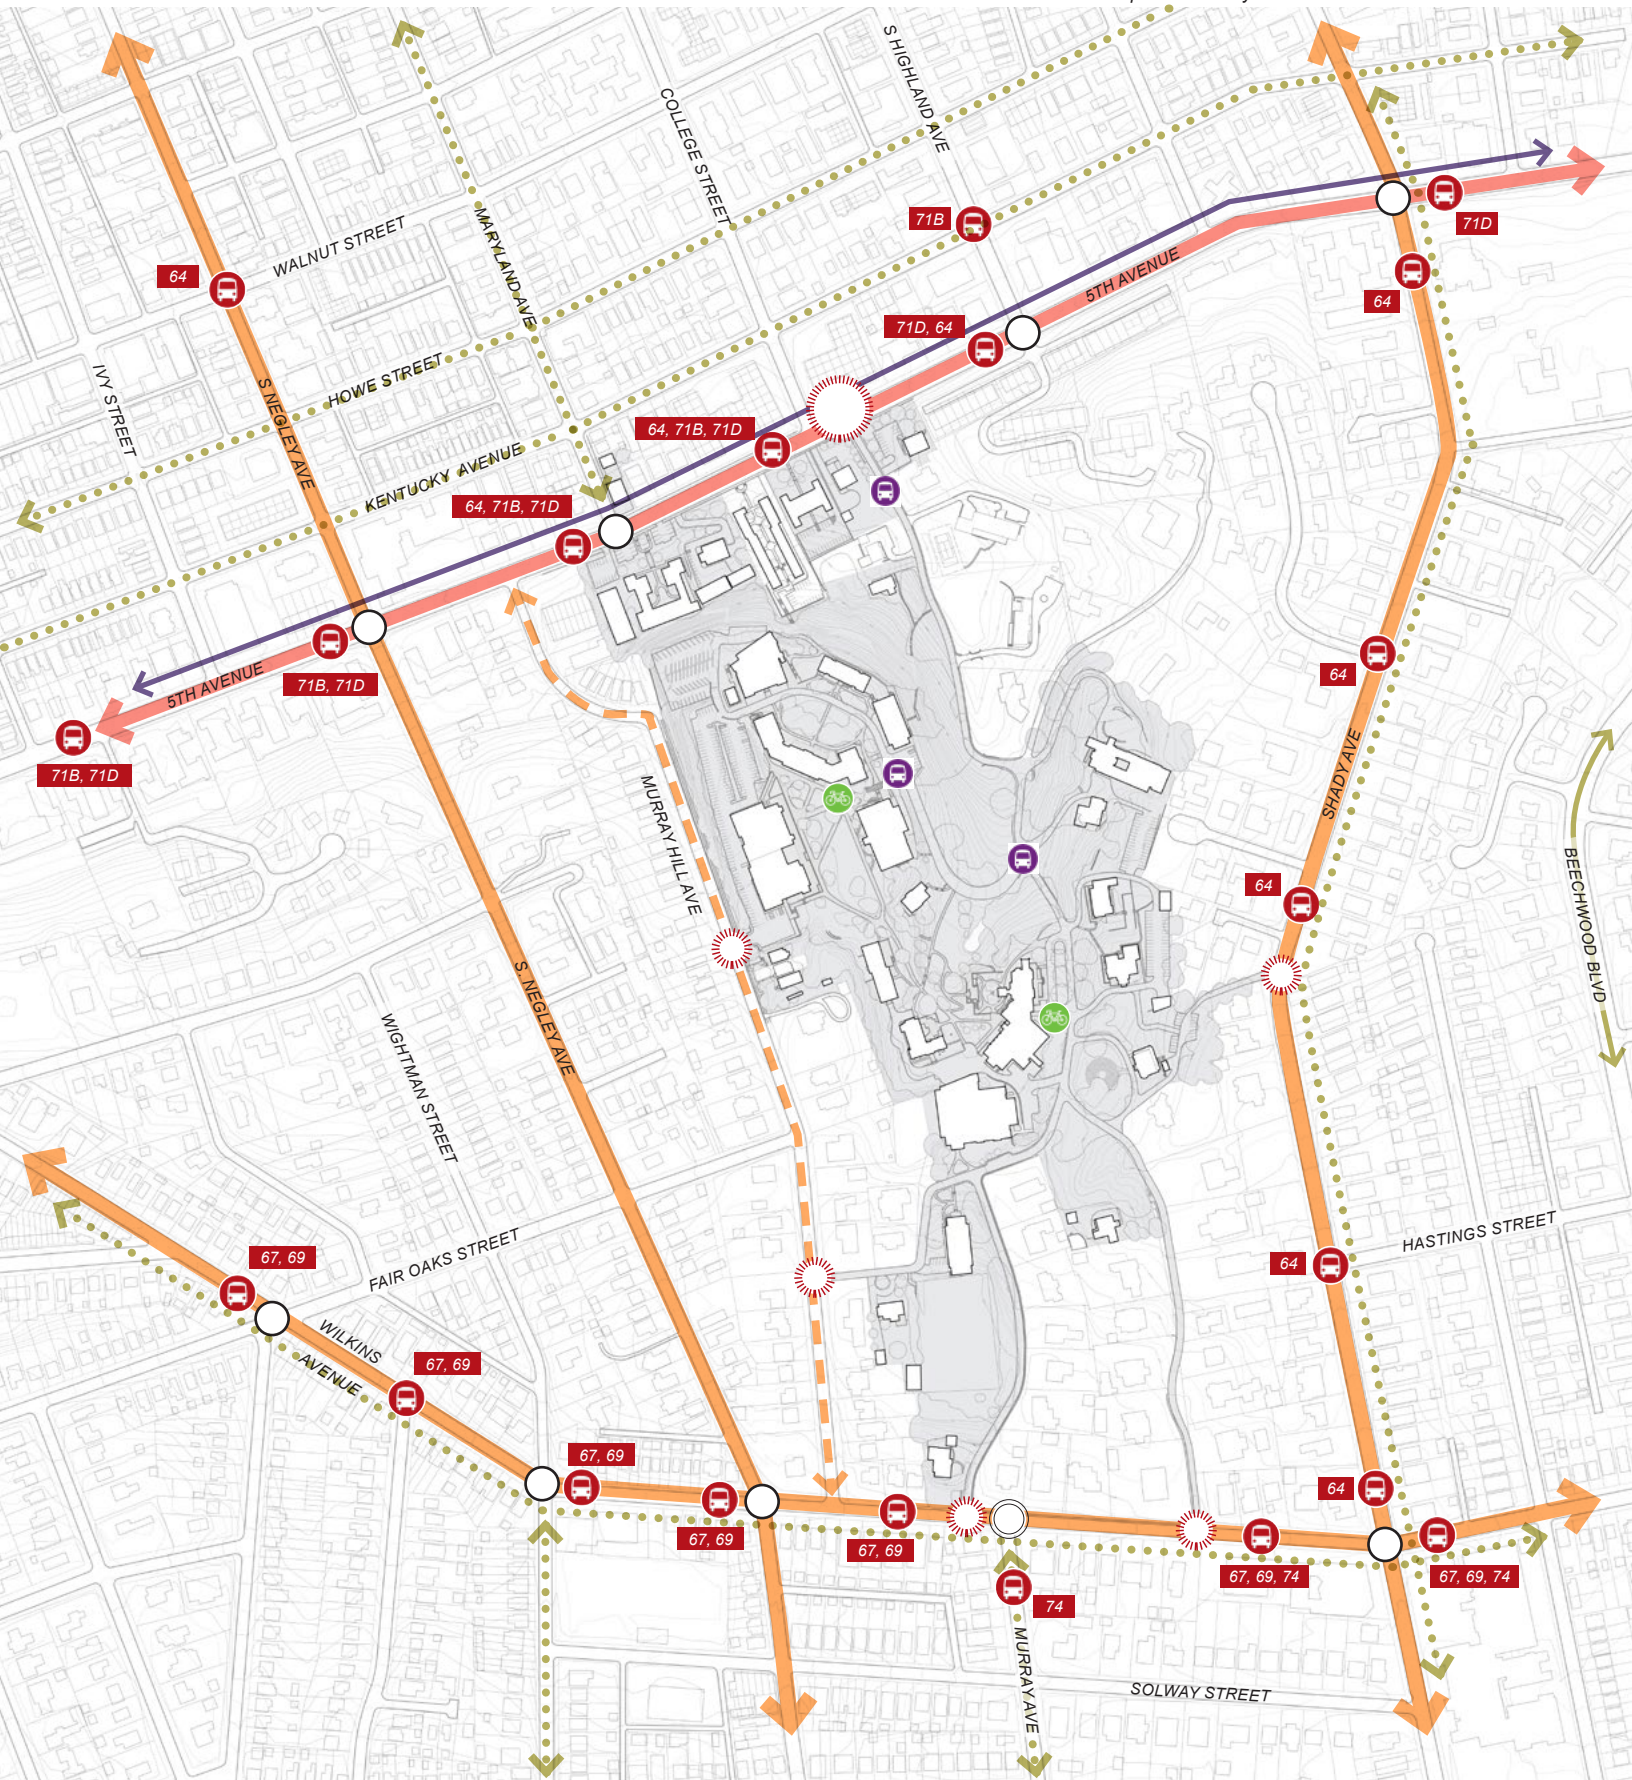 S HIGHLAND AVE
COLLEGE STREET
MARYLAND AVE
WALNUT STREET
71B
71D
64
64
5TH AVENUE
71D, 64
IVY STREET
HOWE STREET
S NEGLEY AVE
64, 71B, 71D
KENTUCKY AVENUE
64, 71B, 71D
5TH AVENUE
71B, 71D
64
71B, 71D
SHADY AVE
MURRAY HILL AVE
64
BEECHWOOD BLVD
S. NEGLEY AVE
WIGHTMAN STREET
FAIR OAKS STREET
HASTINGS STREET
67, 69
64
WILKINS
AVENUE
67, 69
67, 69
64
67, 69
67, 69
67, 69, 74
67, 69, 74
74
MURRAY AVE
SOLWAY STREET